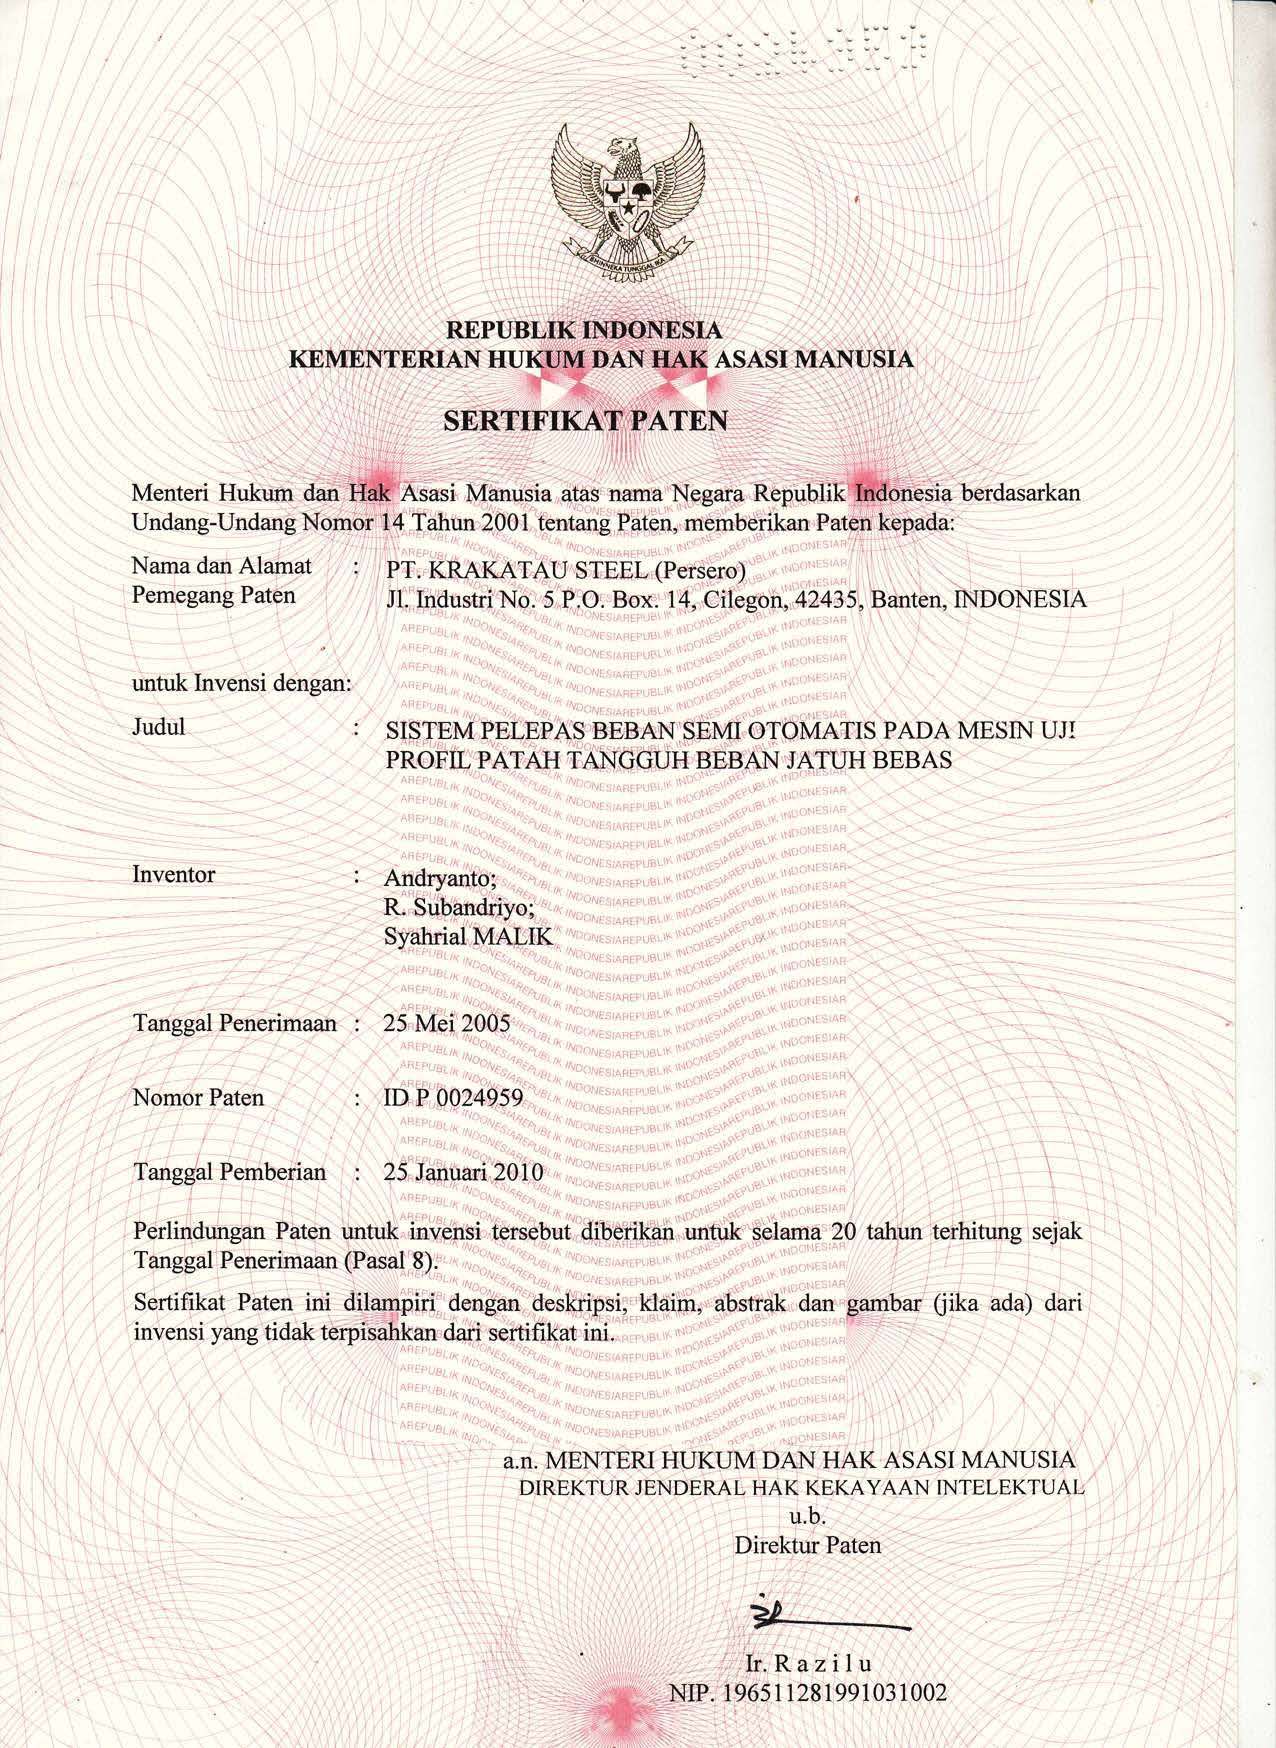 BHINNEKA TUNGGAL IKA
REPUBLIK INDONESIA
KEMENTERIAN HUKUM DAN HAK ASASI MANUSIA
SERTIFIKAT PATEN
Menteri Hukum dan Hak Asasi Manusia atas nama Negara Republik Indonesia berdasarkan
Undang-Undang Nomor 14 Tahun 2001 tentang Paten, memberikan Paten kepada:
Nama dan Alamat : PT. KRAKATAU STEEL (Persero)
Pemegang Paten Jl. Industri No. 5 P.O. Box. 14, Cilegon, 42435, Banten, INDONESIA
untuk Invensi dengan:
Judul : SISTEM PELEPAS BEBAN SEMI OTOMATIS PADA MESIN UJI
PROFIL PATAH TANGGUH BEBAN JATUH BEBAS
Inventor : Andryanto;
R. Subandriyo;
Syahrial MALIK
Tanggal Penerimaan : 25 Mei 2005
Nomor Paten : ID P 0024959
Tanggal Pemberian : 25 Januari 2010
Perlindungan Paten untuk invensi tersebut diberikan untuk selama 20 tahun terhitung sejak
Tanggal Penerimaan (Pasal 8).
Sertifikat Paten ini dilampiri dengan deskripsi, klaim, abstrak dan gambar (jika ada) dari
invensi yang tidak terpisahkan dari sertifikat ini.
a.n. MENTERI HUKUM DAN HAK ASASI MANUSIA
DIREKTUR JENDERAL HAK KEKAYAAN INTELEKTUAL
u.b.
Direktur Paten
Ir. R a z i l u
NIP. 196511281991031002